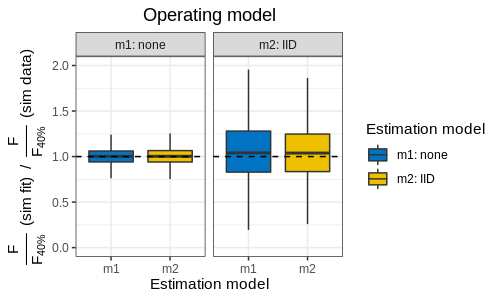 Operating model
m1: none
m2: IID
F/F40% (sim fit) / F/F40% (sim data)
2.0
1.5
1.0
0.5
0.0
m1 m2 m1 m2
Estimation model
Estimation model
m1: none
m2: IID